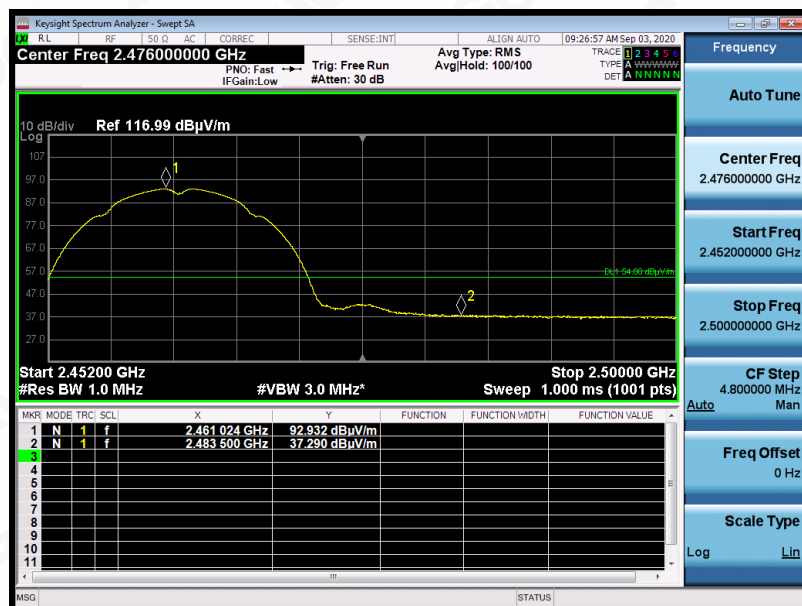 Keysight Spectrum Analyzer - Swept SA
LXI RL RF 50 Ω AC CORREC SENSE:INT ALIGN AUTO 09:26:57 AM Sep 03, 2020
Center Freq 2.476000000 GHz
PNO: Fast
IFGain:Low
Trig: Free Run
#Atten: 30 dB
Avg Type: RMS
Avg|Hold: 100/100
TRACE 1 2 3 4 5 6
TYPE A WWWWW
DET A N N N N N
10 dB/div Ref 116.99 dBµV/m
Log
107
97.0
1
87.0
77.0
67.0
57.0
DL1 54.00 dBµV/m
47.0
2
37.0
27.0
Start 2.45200 GHz Stop 2.50000 GHz
#Res BW 1.0 MHz #VBW 3.0 MHz* Sweep 1.000 ms (1001 pts)
MKR MODE TRC SCL X Y FUNCTION FUNCTION WIDTH FUNCTION VALUE
1 N 1 f 2.461 024 GHz 92.932 dBµV/m
2 N 1 f 2.483 500 GHz 37.290 dBµV/m
3
4
5
6
7
8
9
10
11
MSG STATUS
Frequency
Auto Tune
Center Freq
2.476000000 GHz
Start Freq
2.452000000 GHz
Stop Freq
2.500000000 GHz
CF Step
4.800000 MHz
Auto Man
Freq Offset
0 Hz
Scale Type
Log Lin